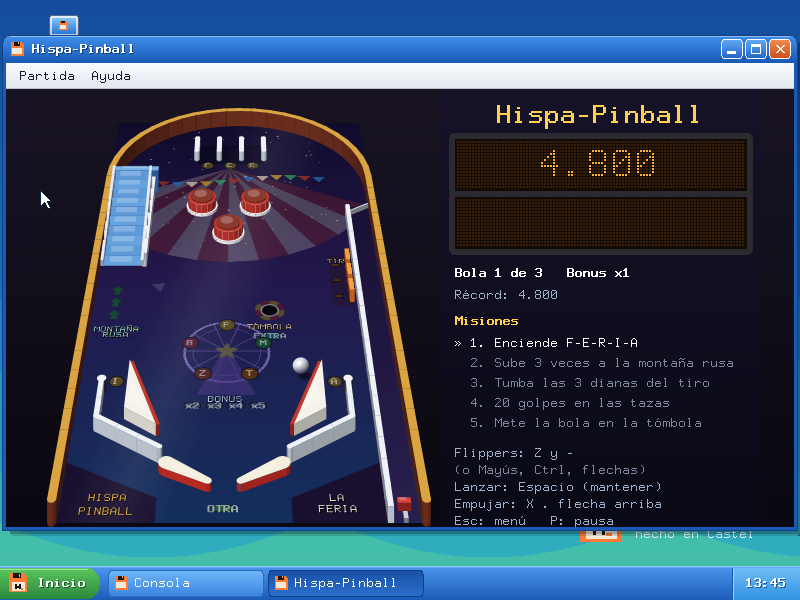 Hispa-Pinball
Partida Ayuda
Hispa-Pinball
4.800
Bola 1 de 3 Bonus x1
Récord: 4.800
Misiones
» 1. Enciende F-E-R-I-A
2. Sube 3 veces a la montaña rusa
3. Tumba las 3 dianas del tiro
4. 20 golpes en las tazas
5. Mete la bola en la tómbola
Flippers: Z y -
(o Mayús, Ctrl, flechas)
Lanzar: Espacio (mantener)
Empujar: X . flecha arriba
Esc: menú P: pausa
TIRO
MONTAÑA
RUSA
TÓMBOLA
F
R M
Z T
I A
BONUS
x2 x3 x4 x5
HISPA
PINBALL
OTRA
LA
FERIA
hecho en Castel
Inicio Consola Hispa-Pinball 13:45